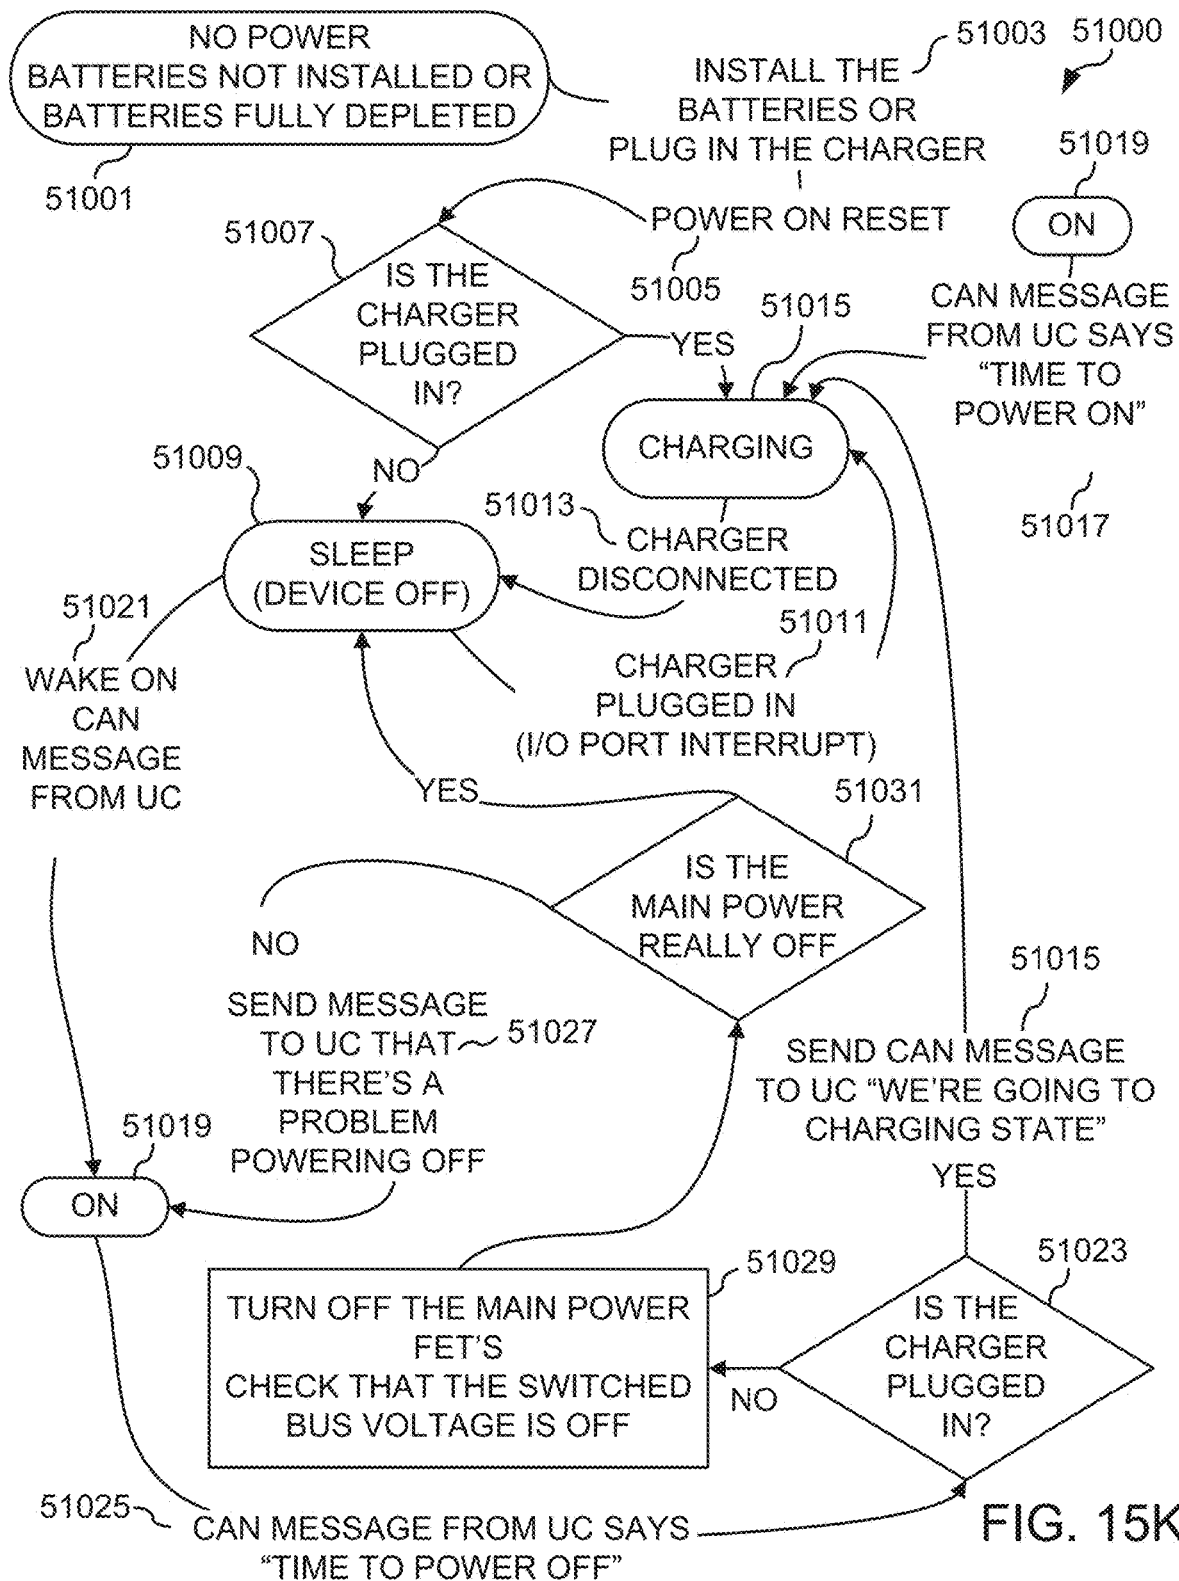 NO POWER
BATTERIES NOT INSTALLED OR
BATTERIES FULLY DEPLETED
51001
INSTALL THE
BATTERIES OR
PLUG IN THE CHARGER
51003
51000
POWER ON RESET
51005
51019
ON
51007
IS THE
CHARGER
PLUGGED
IN?
YES
51015
CAN MESSAGE
FROM UC SAYS
“TIME TO
POWER ON”
51017
CHARGING
NO
51009
SLEEP
(DEVICE OFF)
51013
CHARGER
DISCONNECTED
51011
CHARGER
PLUGGED IN
(I/O PORT INTERRUPT)
51021
WAKE ON
CAN
MESSAGE
FROM UC
YES
51031
IS THE
MAIN POWER
REALLY OFF
NO
SEND MESSAGE
TO UC THAT
THERE’S A
PROBLEM
POWERING OFF
51027
51015
SEND CAN MESSAGE
TO UC “WE’RE GOING TO
CHARGING STATE”
YES
51019
ON
51029
TURN OFF THE MAIN POWER
FET’S
CHECK THAT THE SWITCHED
BUS VOLTAGE IS OFF
NO
51023
IS THE
CHARGER
PLUGGED
IN?
51025
CAN MESSAGE FROM UC SAYS
“TIME TO POWER OFF”
FIG. 15K